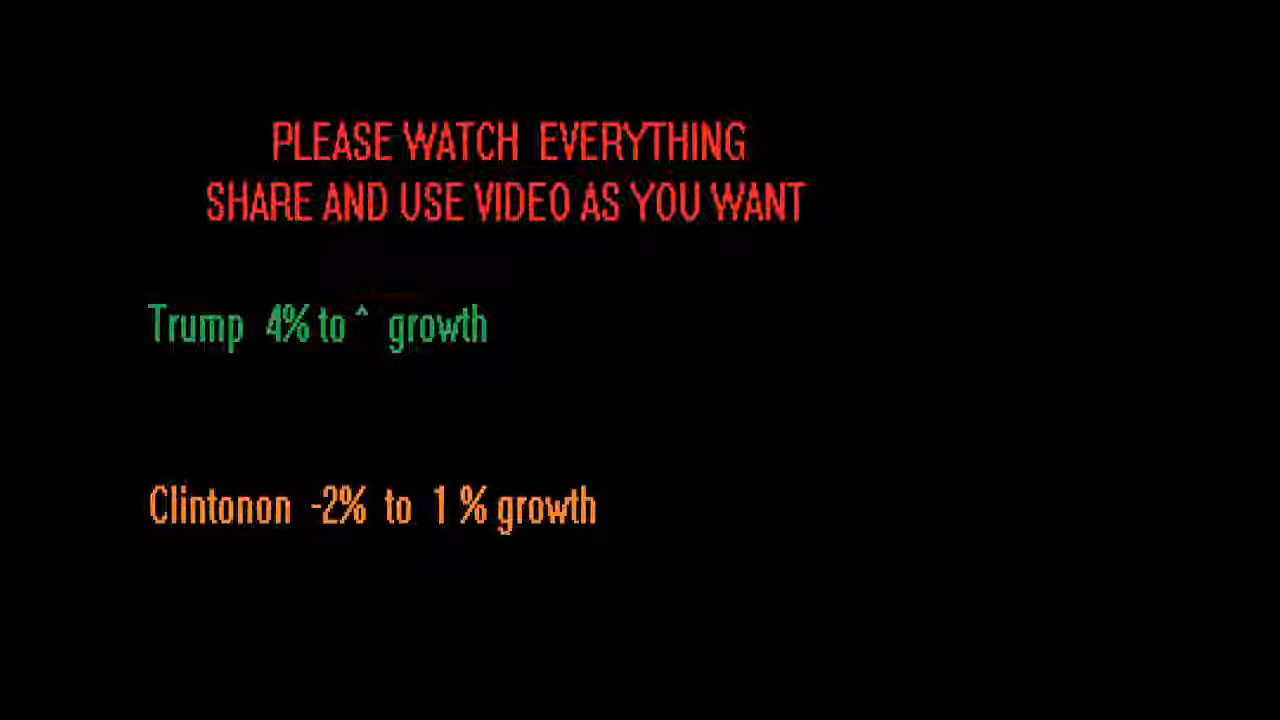 PLEASE WATCH EVERYTHING
SHARE AND USE VIDEO AS YOU WANT
Trump 4% to ^ growth
Clintonon -2% to 1 % growth